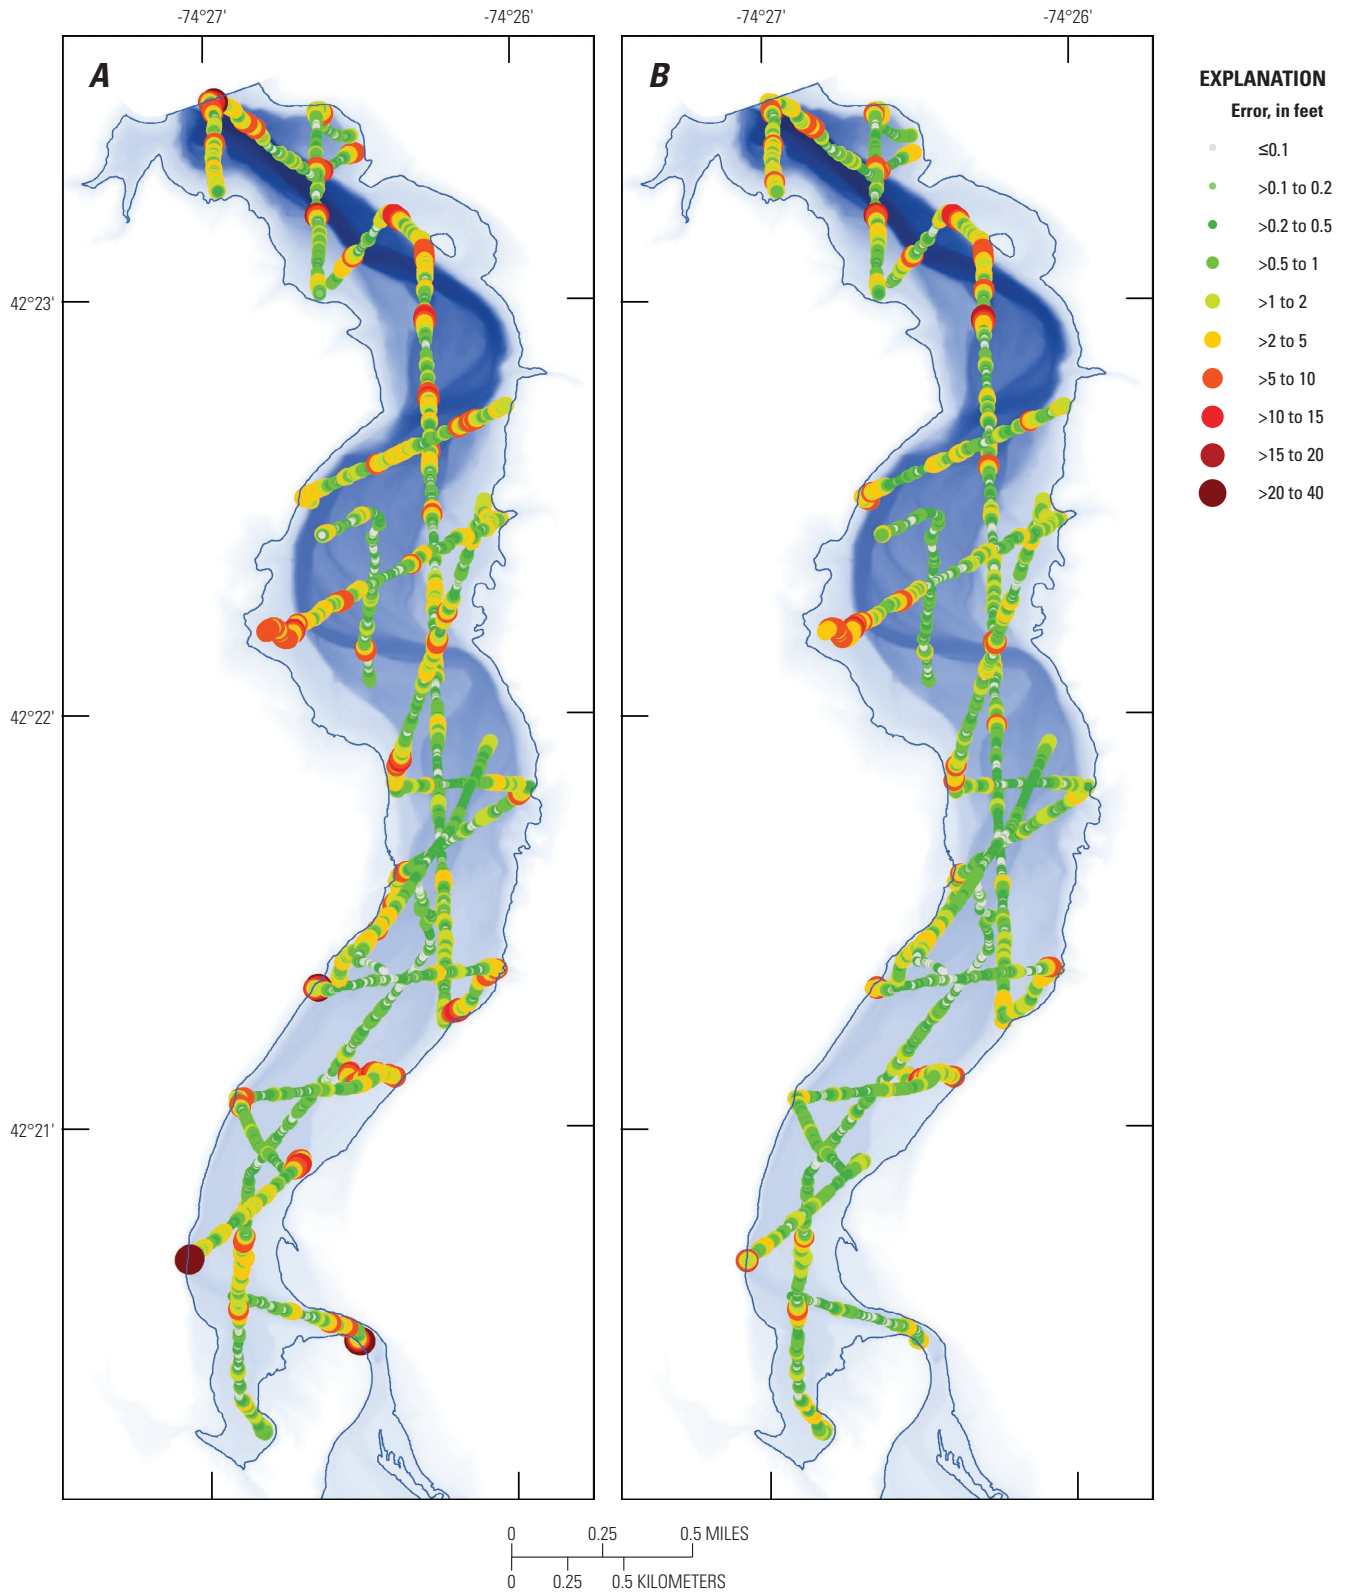 -74°27' -74°26' -74°27' -74°26'
A B
EXPLANATION
Error, in feet
≤0.1
>0.1 to 0.2
>0.2 to 0.5
>0.5 to 1
>1 to 2
>2 to 5
>5 to 10
>10 to 15
>15 to 20
>20 to 40
42°23'
42°22'
42°21'
0 0.25 0.5 MILES
0 0.25 0.5 KILOMETERS